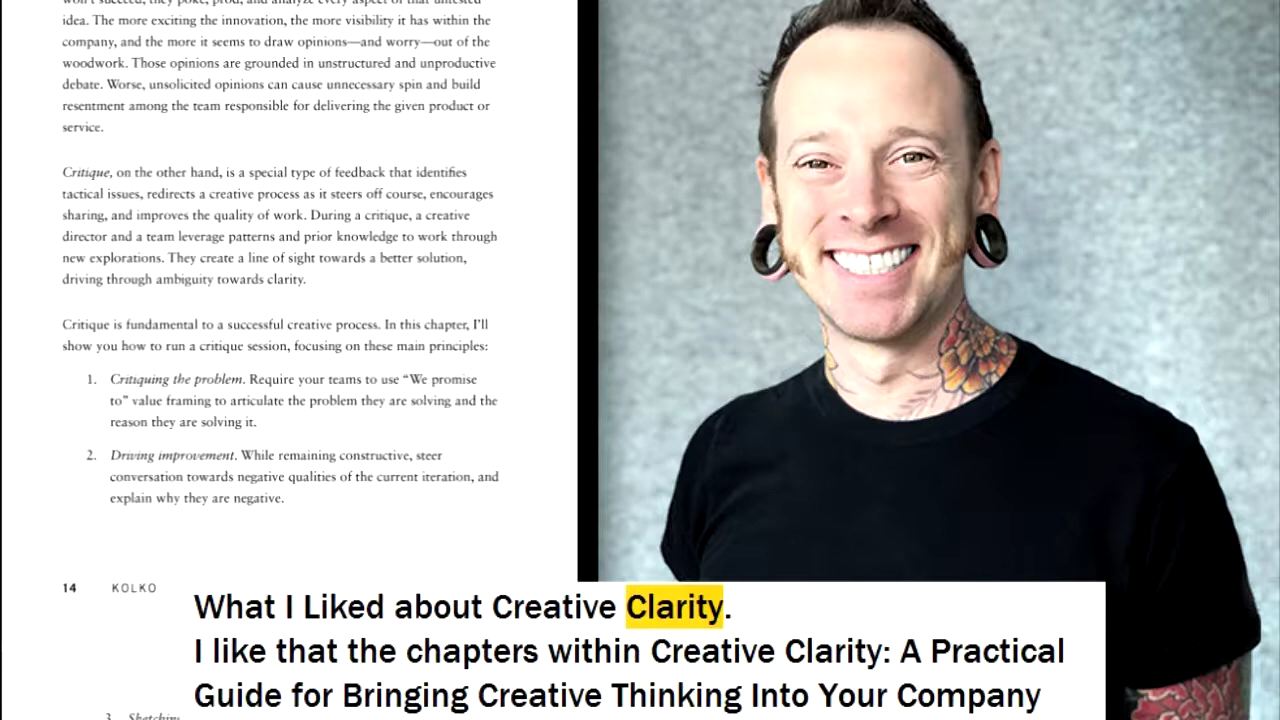 won't succeed, they poke, prod, and analyze every aspect of that untested
idea. The more exciting the innovation, the more visibility it has within the
company, and the more it seems to draw opinions—and worry—out of the
woodwork. Those opinions are grounded in unstructured and unproductive
debate. Worse, unsolicited opinions can cause unnecessary spin and build
resentment among the team responsible for delivering the given product or
service.
Critique, on the other hand, is a special type of feedback that identifies
tactical issues, redirects a creative process as it steers off course, encourages
sharing, and improves the quality of work. During a critique, a creative
director and a team leverage patterns and prior knowledge to work through
new explorations. They create a line of sight towards a better solution,
driving through ambiguity towards clarity.
Critique is fundamental to a successful creative process. In this chapter, I'll
show you how to run a critique session, focusing on these main principles:
1. Critiquing the problem. Require your teams to use “We promise
to” value framing to articulate the problem they are solving and the
reason they are solving it.
2. Driving improvement. While remaining constructive, steer
conversation towards negative qualities of the current iteration, and
explain why they are negative.
14 KOLKO
What I Liked about Creative Clarity.
I like that the chapters within Creative Clarity: A Practical
Guide for Bringing Creative Thinking Into Your Company
3. Sketching